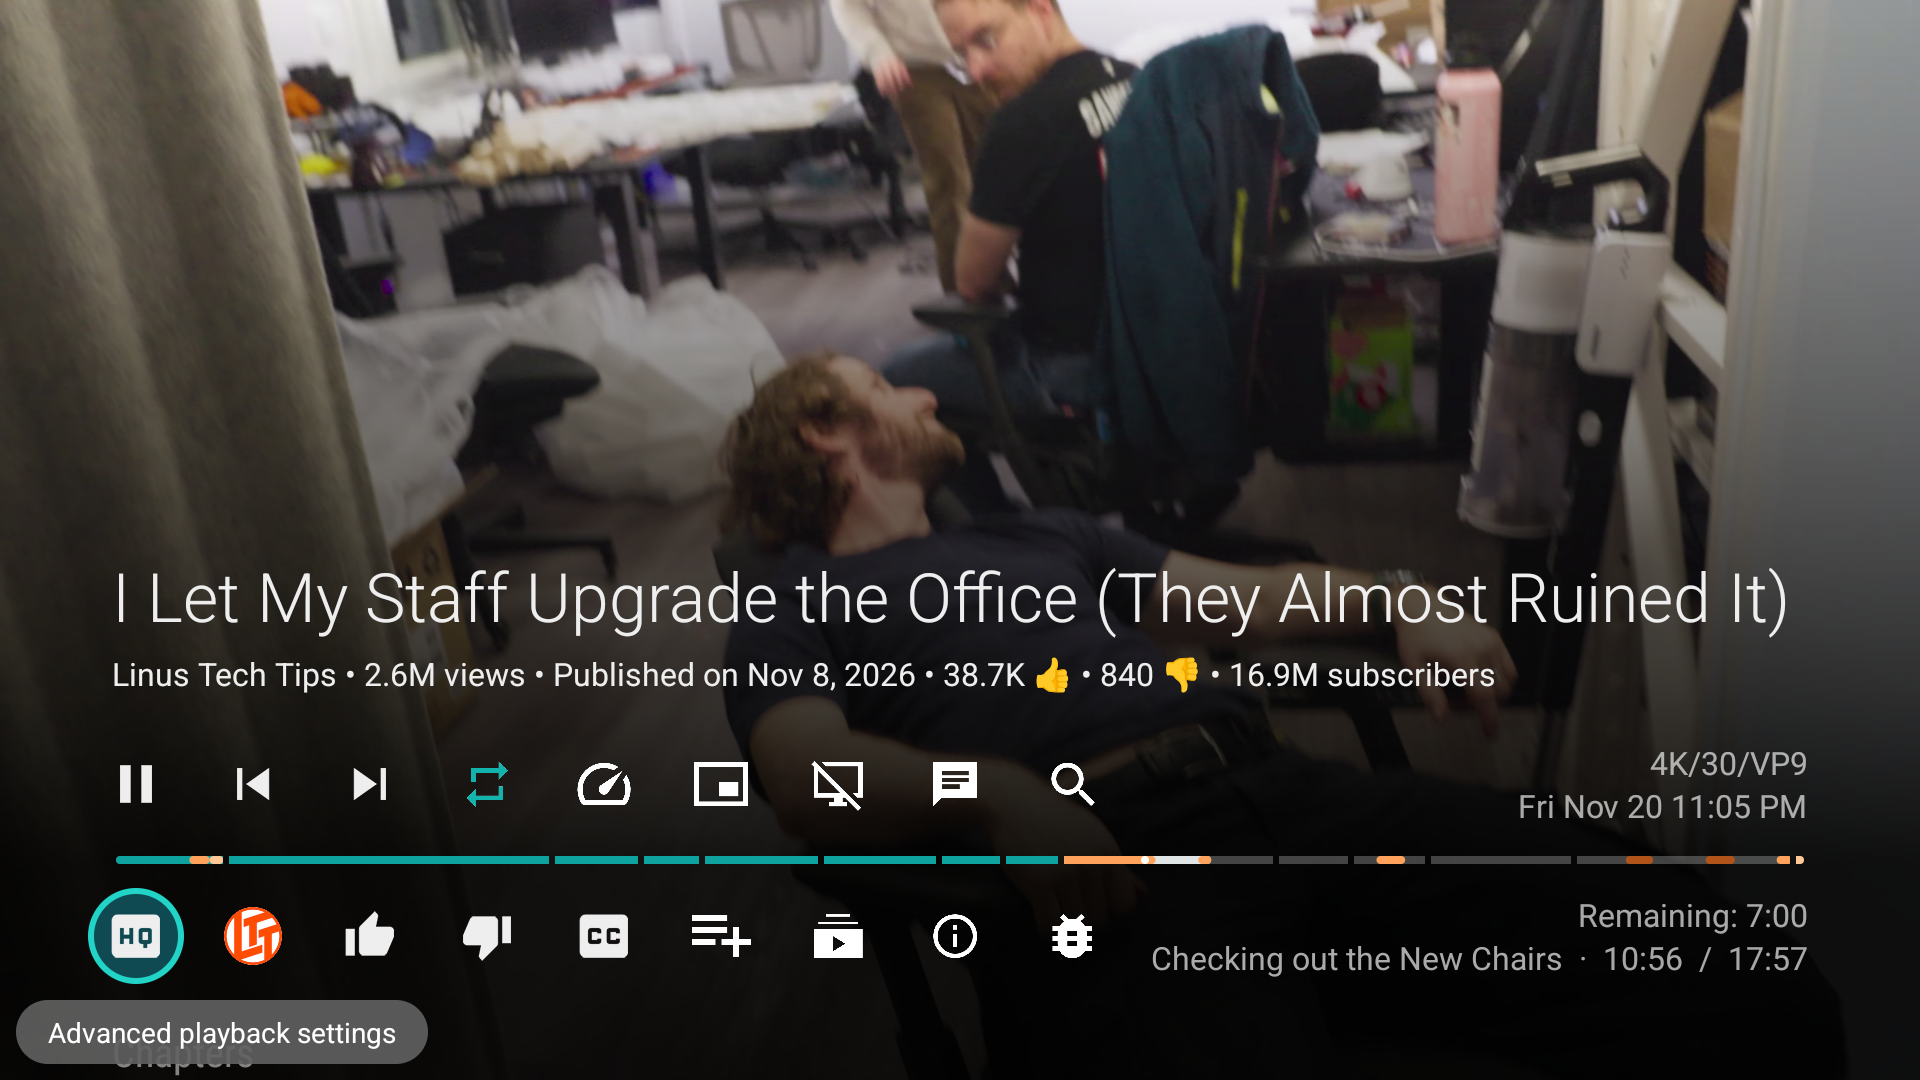 I Let My Staff Upgrade the Office (They Almost Ruined It)
Linus Tech Tips • 2.6M views • Published on Nov 8, 2026 • 38.7K 👍 • 840 👎 • 16.9M subscribers
4K/30/VP9
Fri Nov 20 11:05 PM
HQ
LTT
CC
Remaining: 7:00
Checking out the New Chairs · 10:56 / 17:57
Advanced playback settings
Chapters